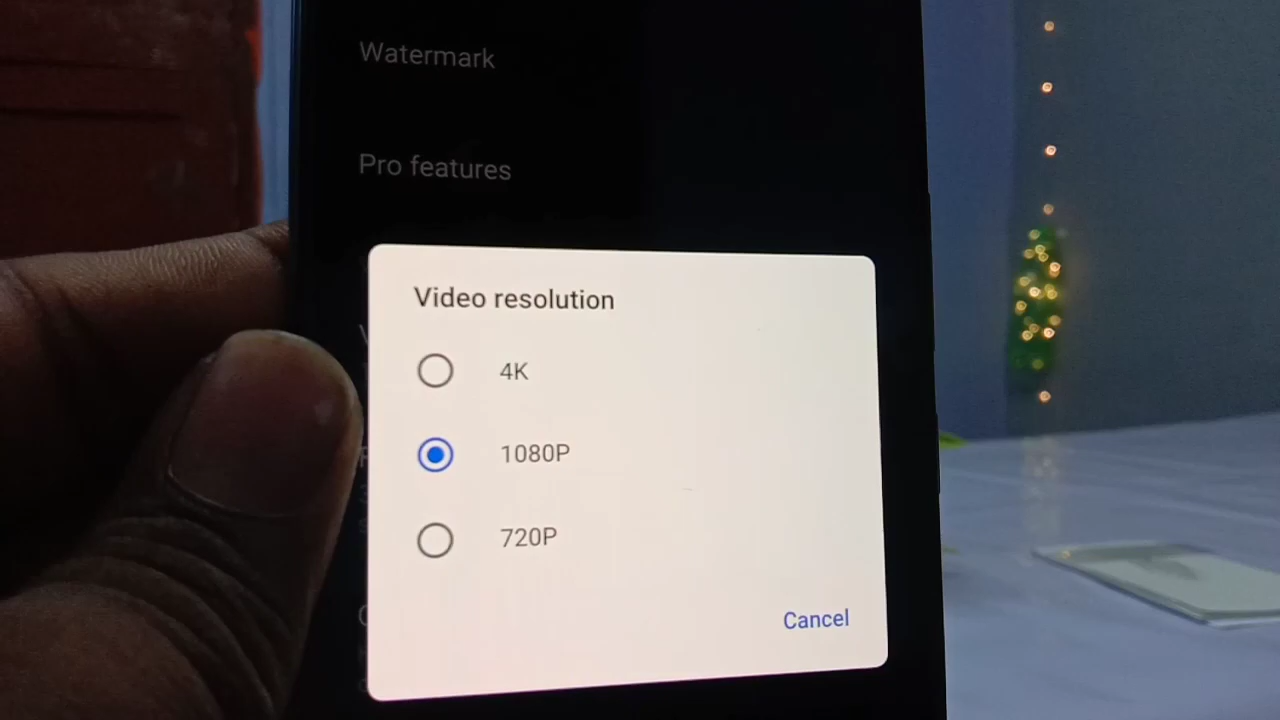 Watermark
Pro features
Video resolution
4K
1080P
720P
Cancel